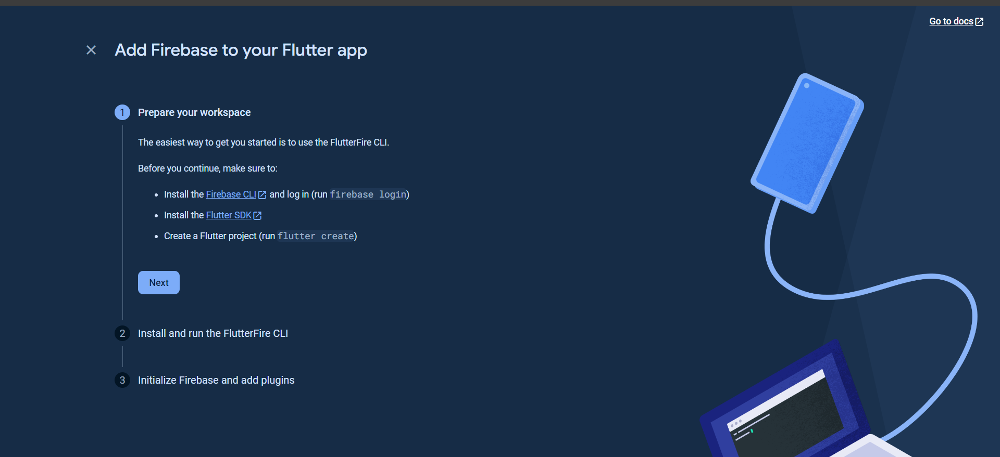 Go to docs
Add Firebase to your Flutter app
1 Prepare your workspace
The easiest way to get you started is to use the FlutterFire CLI.
Before you continue, make sure to:
• Install the Firebase CLI and log in (run firebase login)
• Install the Flutter SDK
• Create a Flutter project (run flutter create)
Next
2 Install and run the FlutterFire CLI
3 Initialize Firebase and add plugins